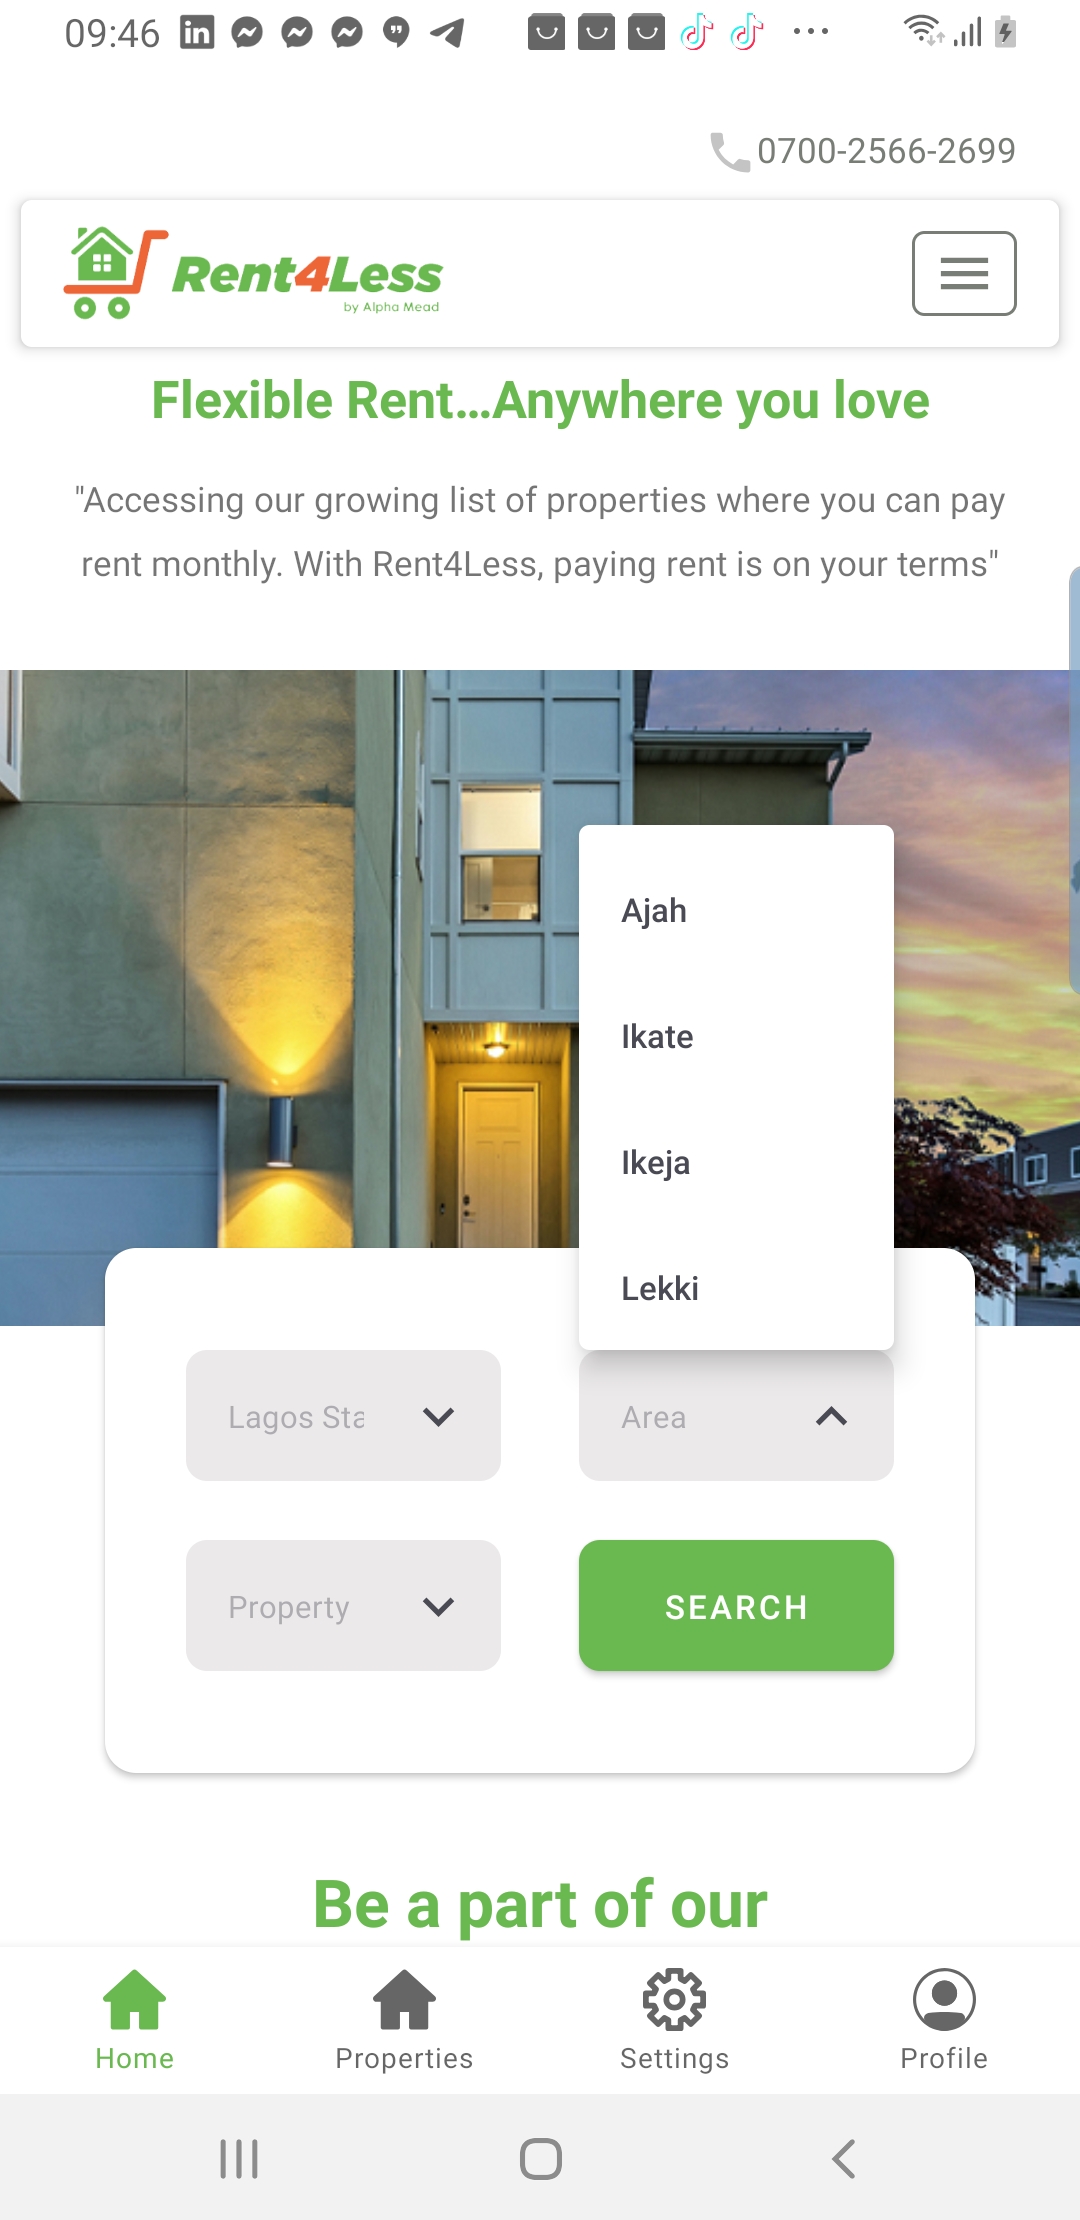 09:46
0700-2566-2699
Rent4Less
by Alpha Mead
Flexible Rent...Anywhere you love
"Accessing our growing list of properties where you can pay
rent monthly. With Rent4Less, paying rent is on your terms"
Ajah
Ikate
Ikeja
Lekki
Lagos Sta
Area
Property
SEARCH
Be a part of our
Home
Properties
Settings
Profile